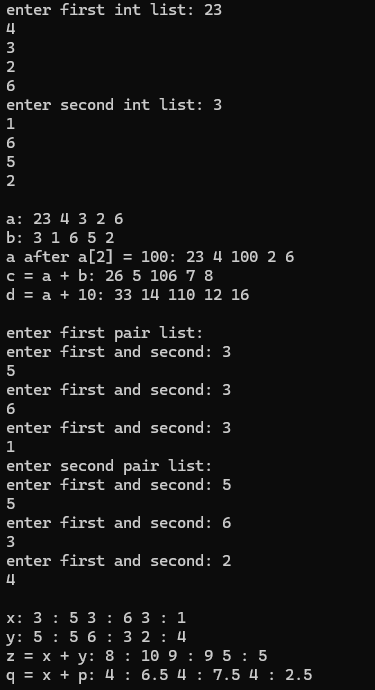 enter first int list: 23
4
3
2
6
enter second int list: 3
1
6
5
2
a: 23 4 3 2 6
b: 3 1 6 5 2
a after a[2] = 100: 23 4 100 2 6
c = a + b: 26 5 106 7 8
d = a + 10: 33 14 110 12 16
enter first pair list:
enter first and second: 3
5
enter first and second: 3
6
enter first and second: 3
1
enter second pair list:
enter first and second: 5
5
enter first and second: 6
3
enter first and second: 2
4
x: 3 : 5 3 : 6 3 : 1
y: 5 : 5 6 : 3 2 : 4
z = x + y: 8 : 10 9 : 9 5 : 5
q = x + p: 4 : 6.5 4 : 7.5 4 : 2.5